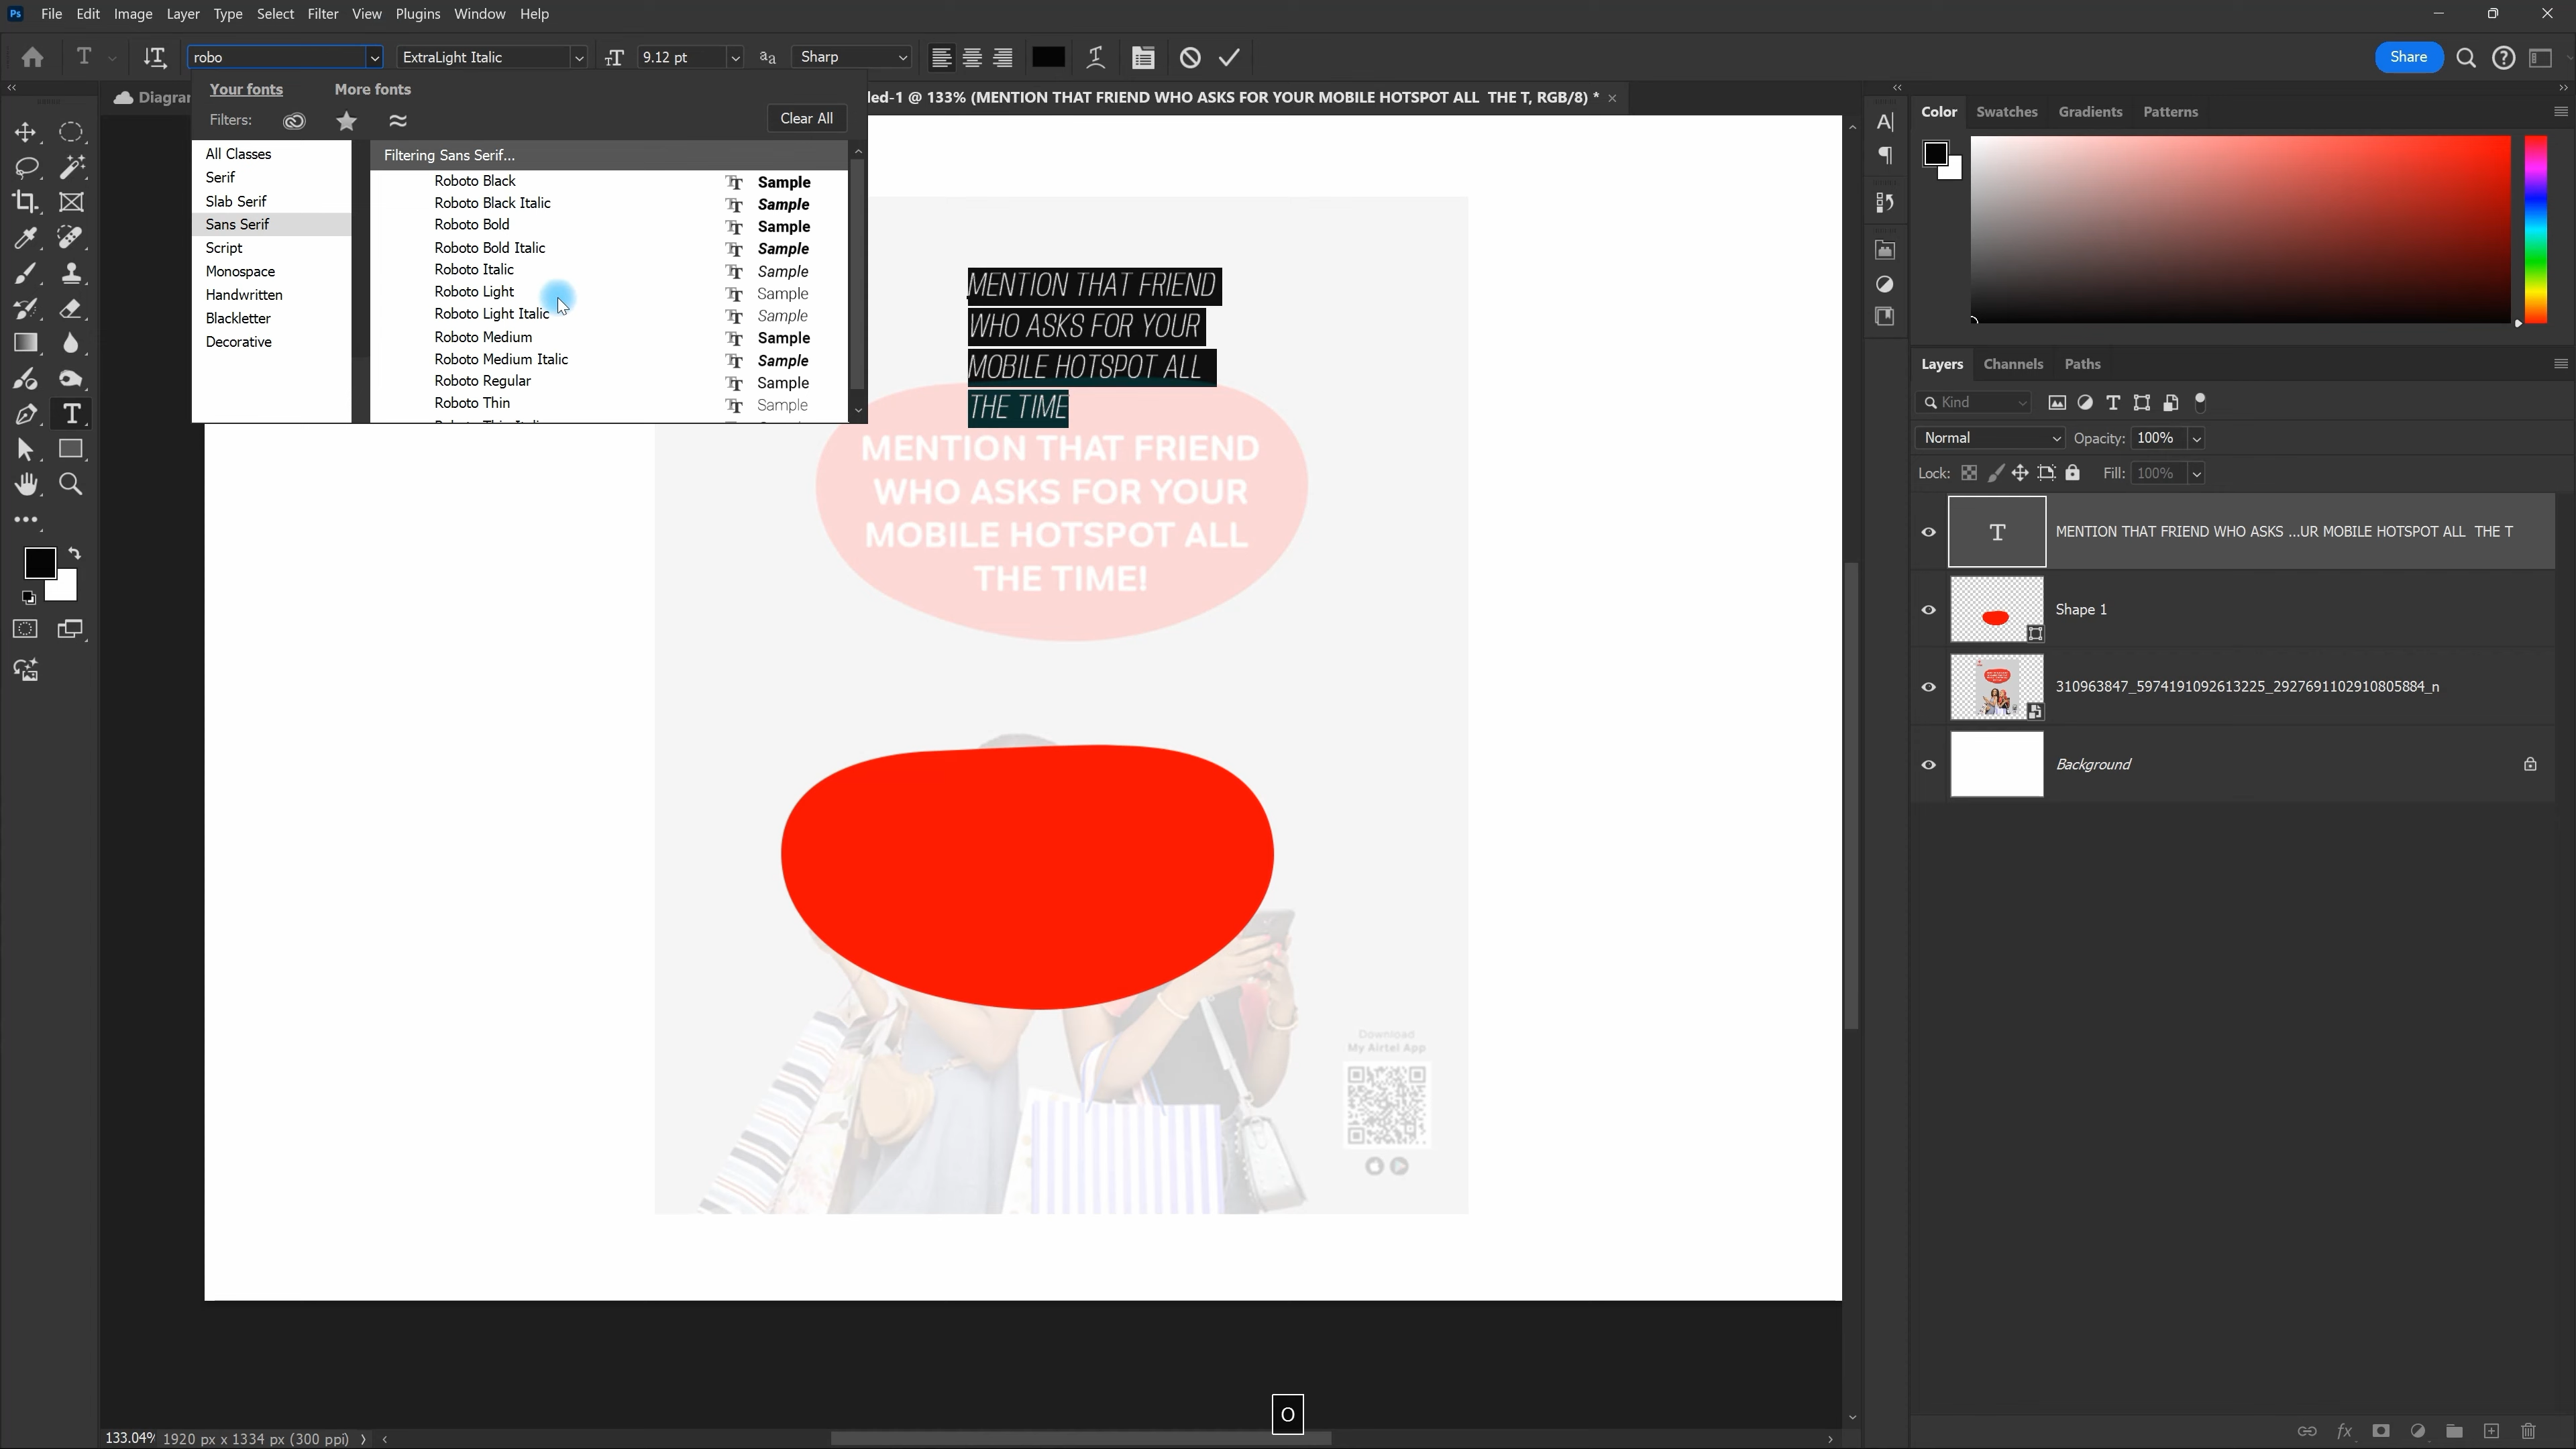 Ps File Edit Image Layer Type Select Filter View Plugins Window Help
robo ExtraLight Italic 9.12 pt aa Sharp Share
Your fonts More fonts
Filters: Clear All
led-1 @ 133% (MENTION THAT FRIEND WHO ASKS FOR YOUR MOBILE HOTSPOT ALL THE T, RGB/8) *
All Classes
Serif
Slab Serif
Sans Serif
Script
Monospace
Handwritten
Blackletter
Decorative
Filtering Sans Serif...
Roboto Black Sample
Roboto Black Italic Sample
Roboto Bold Sample
Roboto Bold Italic Sample
Roboto Italic Sample
Roboto Light Sample
Roboto Light Italic Sample
Roboto Medium Sample
Roboto Medium Italic Sample
Roboto Regular Sample
Roboto Thin Sample
MENTION THAT FRIEND
WHO ASKS FOR YOUR
MOBILE HOTSPOT ALL
THE TIME
MENTION THAT FRIEND
WHO ASKS FOR YOUR
MOBILE HOTSPOT ALL
THE TIME!
Download
My Airtel App
O
133.04% 1920 px x 1334 px (300 ppi)
Color Swatches Gradients Patterns
Layers Channels Paths
Kind
Normal Opacity: 100%
Lock: Fill: 100%
MENTION THAT FRIEND WHO ASKS ...UR MOBILE HOTSPOT ALL THE T
Shape 1
310963847_5974191092613225_2927691102910805884_n
Background